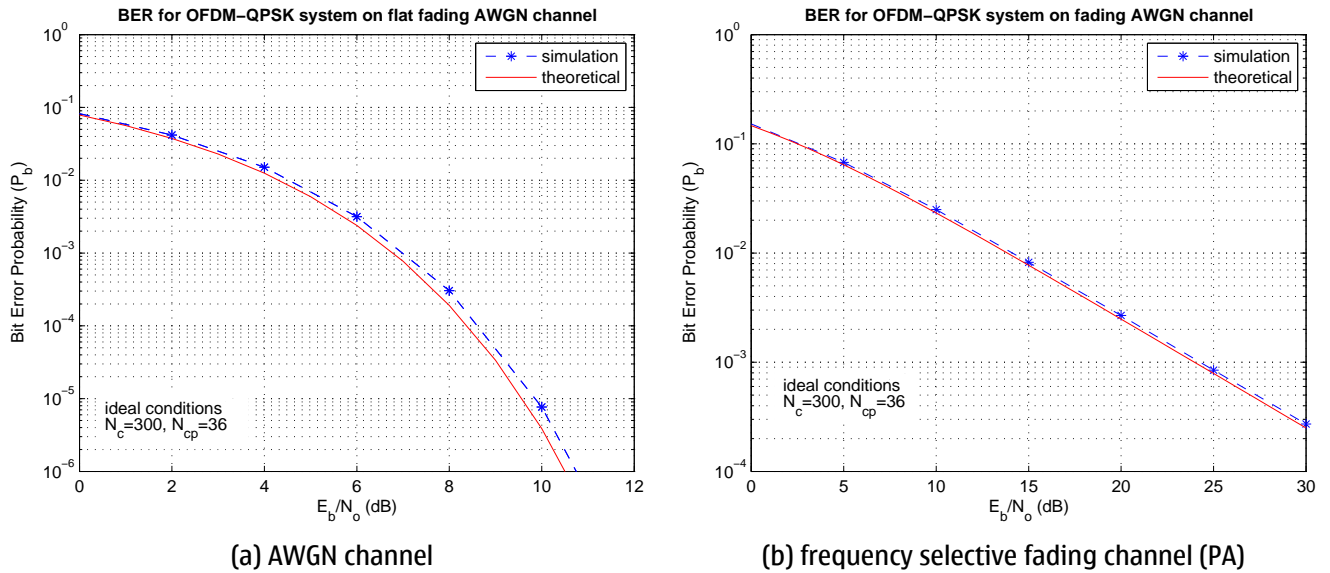 BER for OFDM−QPSK system on flat fading AWGN channel
10^0
10^−1
10^−2
10^−3
10^−4
10^−5
10^−6
Bit Error Probability (P_b)
simulation
theoretical
ideal conditions
N_c=300, N_cp=36
0 2 4 6 8 10 12
E_b/N_o (dB)
(a) AWGN channel
BER for OFDM−QPSK system on fading AWGN channel
10^0
10^−1
10^−2
10^−3
10^−4
Bit Error Probability (P_b)
simulation
theoretical
ideal conditions
N_c=300, N_cp=36
0 5 10 15 20 25 30
E_b/N_o (dB)
(b) frequency selective fading channel (PA)